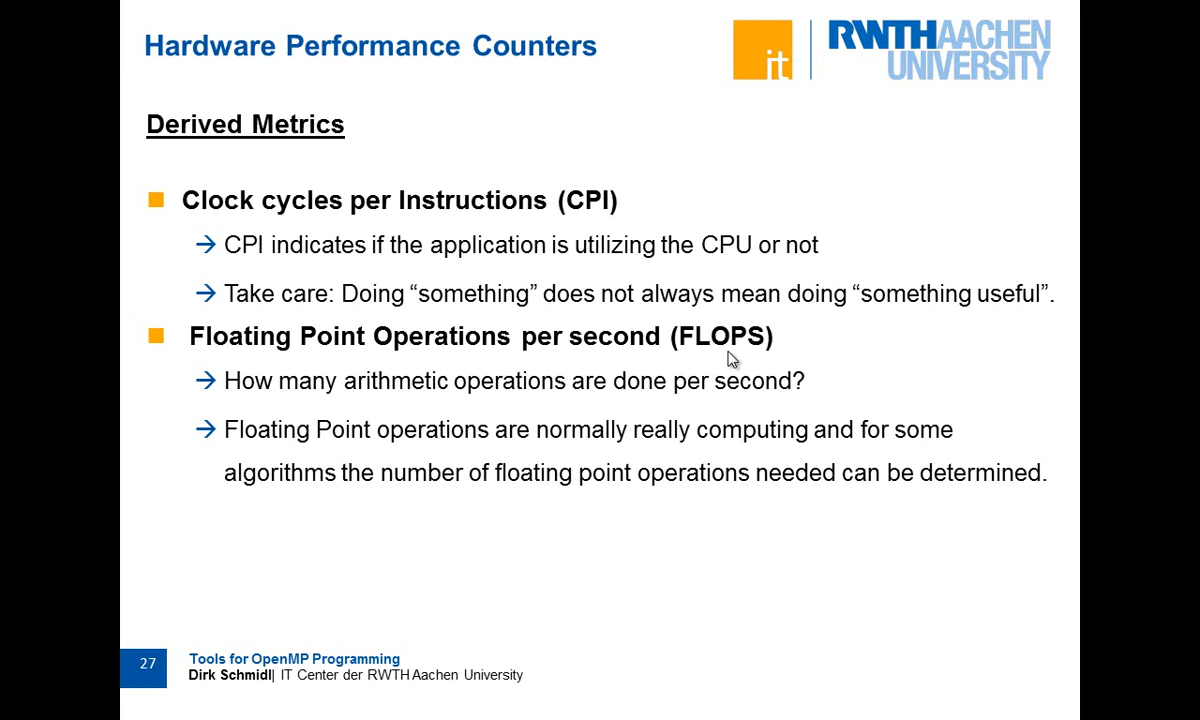 Hardware Performance Counters
it
RWTHAACHEN
UNIVERSITY
Derived Metrics
Clock cycles per Instructions (CPI)
→ CPI indicates if the application is utilizing the CPU or not
→ Take care: Doing “something” does not always mean doing “something useful”.
Floating Point Operations per second (FLOPS)
→ How many arithmetic operations are done per second?
→ Floating Point operations are normally really computing and for some
algorithms the number of floating point operations needed can be determined.
27
Tools for OpenMP Programming
Dirk Schmidl| IT Center der RWTH Aachen University